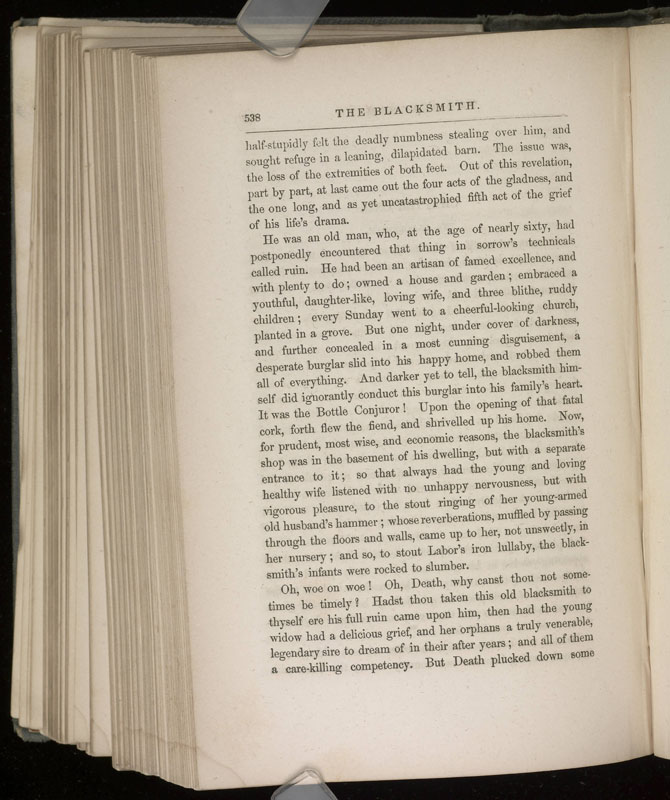 538
THE BLACKSMITH.
half-stupidly felt the deadly numbness stealing over him, and
sought refuge in a leaning, dilapidated barn. The issue was,
the loss of the extremities of both feet. Out of this revelation,
part by part, at last came out the four acts of the gladness, and
the one long, and as yet uncatastrophied fifth act of the grief
of his life's drama.
He was an old man, who, at the age of nearly sixty, had
postponedly encountered that thing in sorrow's technicals
called ruin. He had been an artisan of famed excellence, and
with plenty to do; owned a house and garden; embraced a
youthful, daughter-like, loving wife, and three blithe, ruddy
children; every Sunday went to a cheerful-looking church,
planted in a grove. But one night, under cover of darkness,
and further concealed in a most cunning disguisement, a
desperate burglar slid into his happy home, and robbed them
all of everything. And darker yet to tell, the blacksmith him-
self did ignorantly conduct this burglar into his family's heart.
It was the Bottle Conjuror! Upon the opening of that fatal
cork, forth flew the fiend, and shrivelled up his home. Now,
for prudent, most wise, and economic reasons, the blacksmith's
shop was in the basement of his dwelling, but with a separate
entrance to it; so that always had the young and loving
healthy wife listened with no unhappy nervousness, but with
vigorous pleasure, to the stout ringing of her young-armed
old husband's hammer; whose reverberations, muffled by passing
through the floors and walls, came up to her, not unsweetly, in
her nursery; and so, to stout Labor's iron lullaby, the black-
smith's infants were rocked to slumber.
Oh, woe on woe! Oh, Death, why canst thou not some-
times be timely? Hadst thou taken this old blacksmith to
thyself ere his full ruin came upon him, then had the young
widow had a delicious grief, and her orphans a truly venerable,
legendary sire to dream of in their after years; and all of them
a care-killing competency. But Death plucked down some